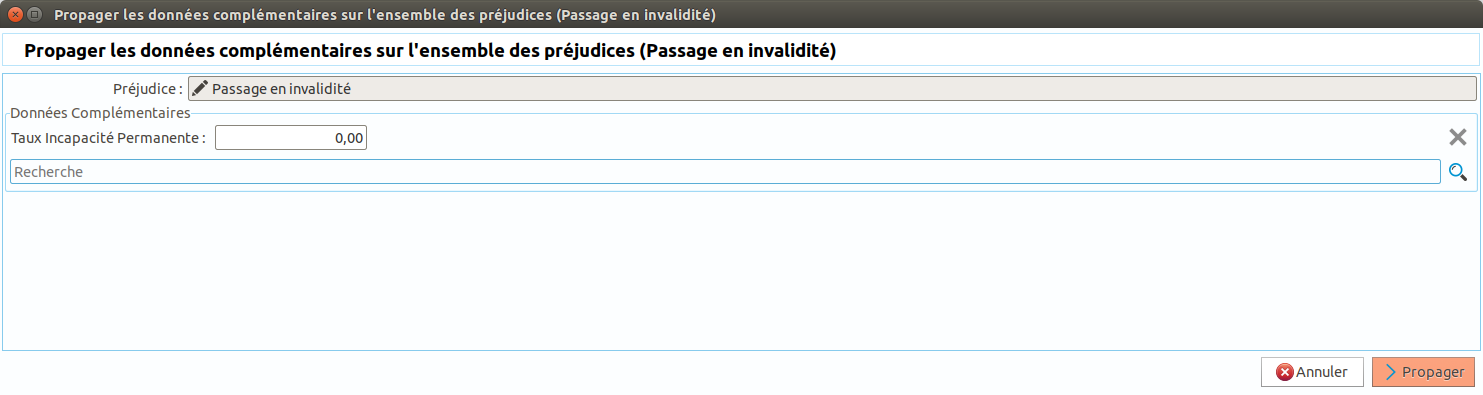 Propager les données complémentaires sur l'ensemble des préjudices (Passage en invalidité)
Propager les données complémentaires sur l'ensemble des préjudices (Passage en invalidité)
Préjudice : Passage en invalidité
Données Complémentaires
Taux Incapacité Permanente : 0,00
Recherche
Annuler Propager